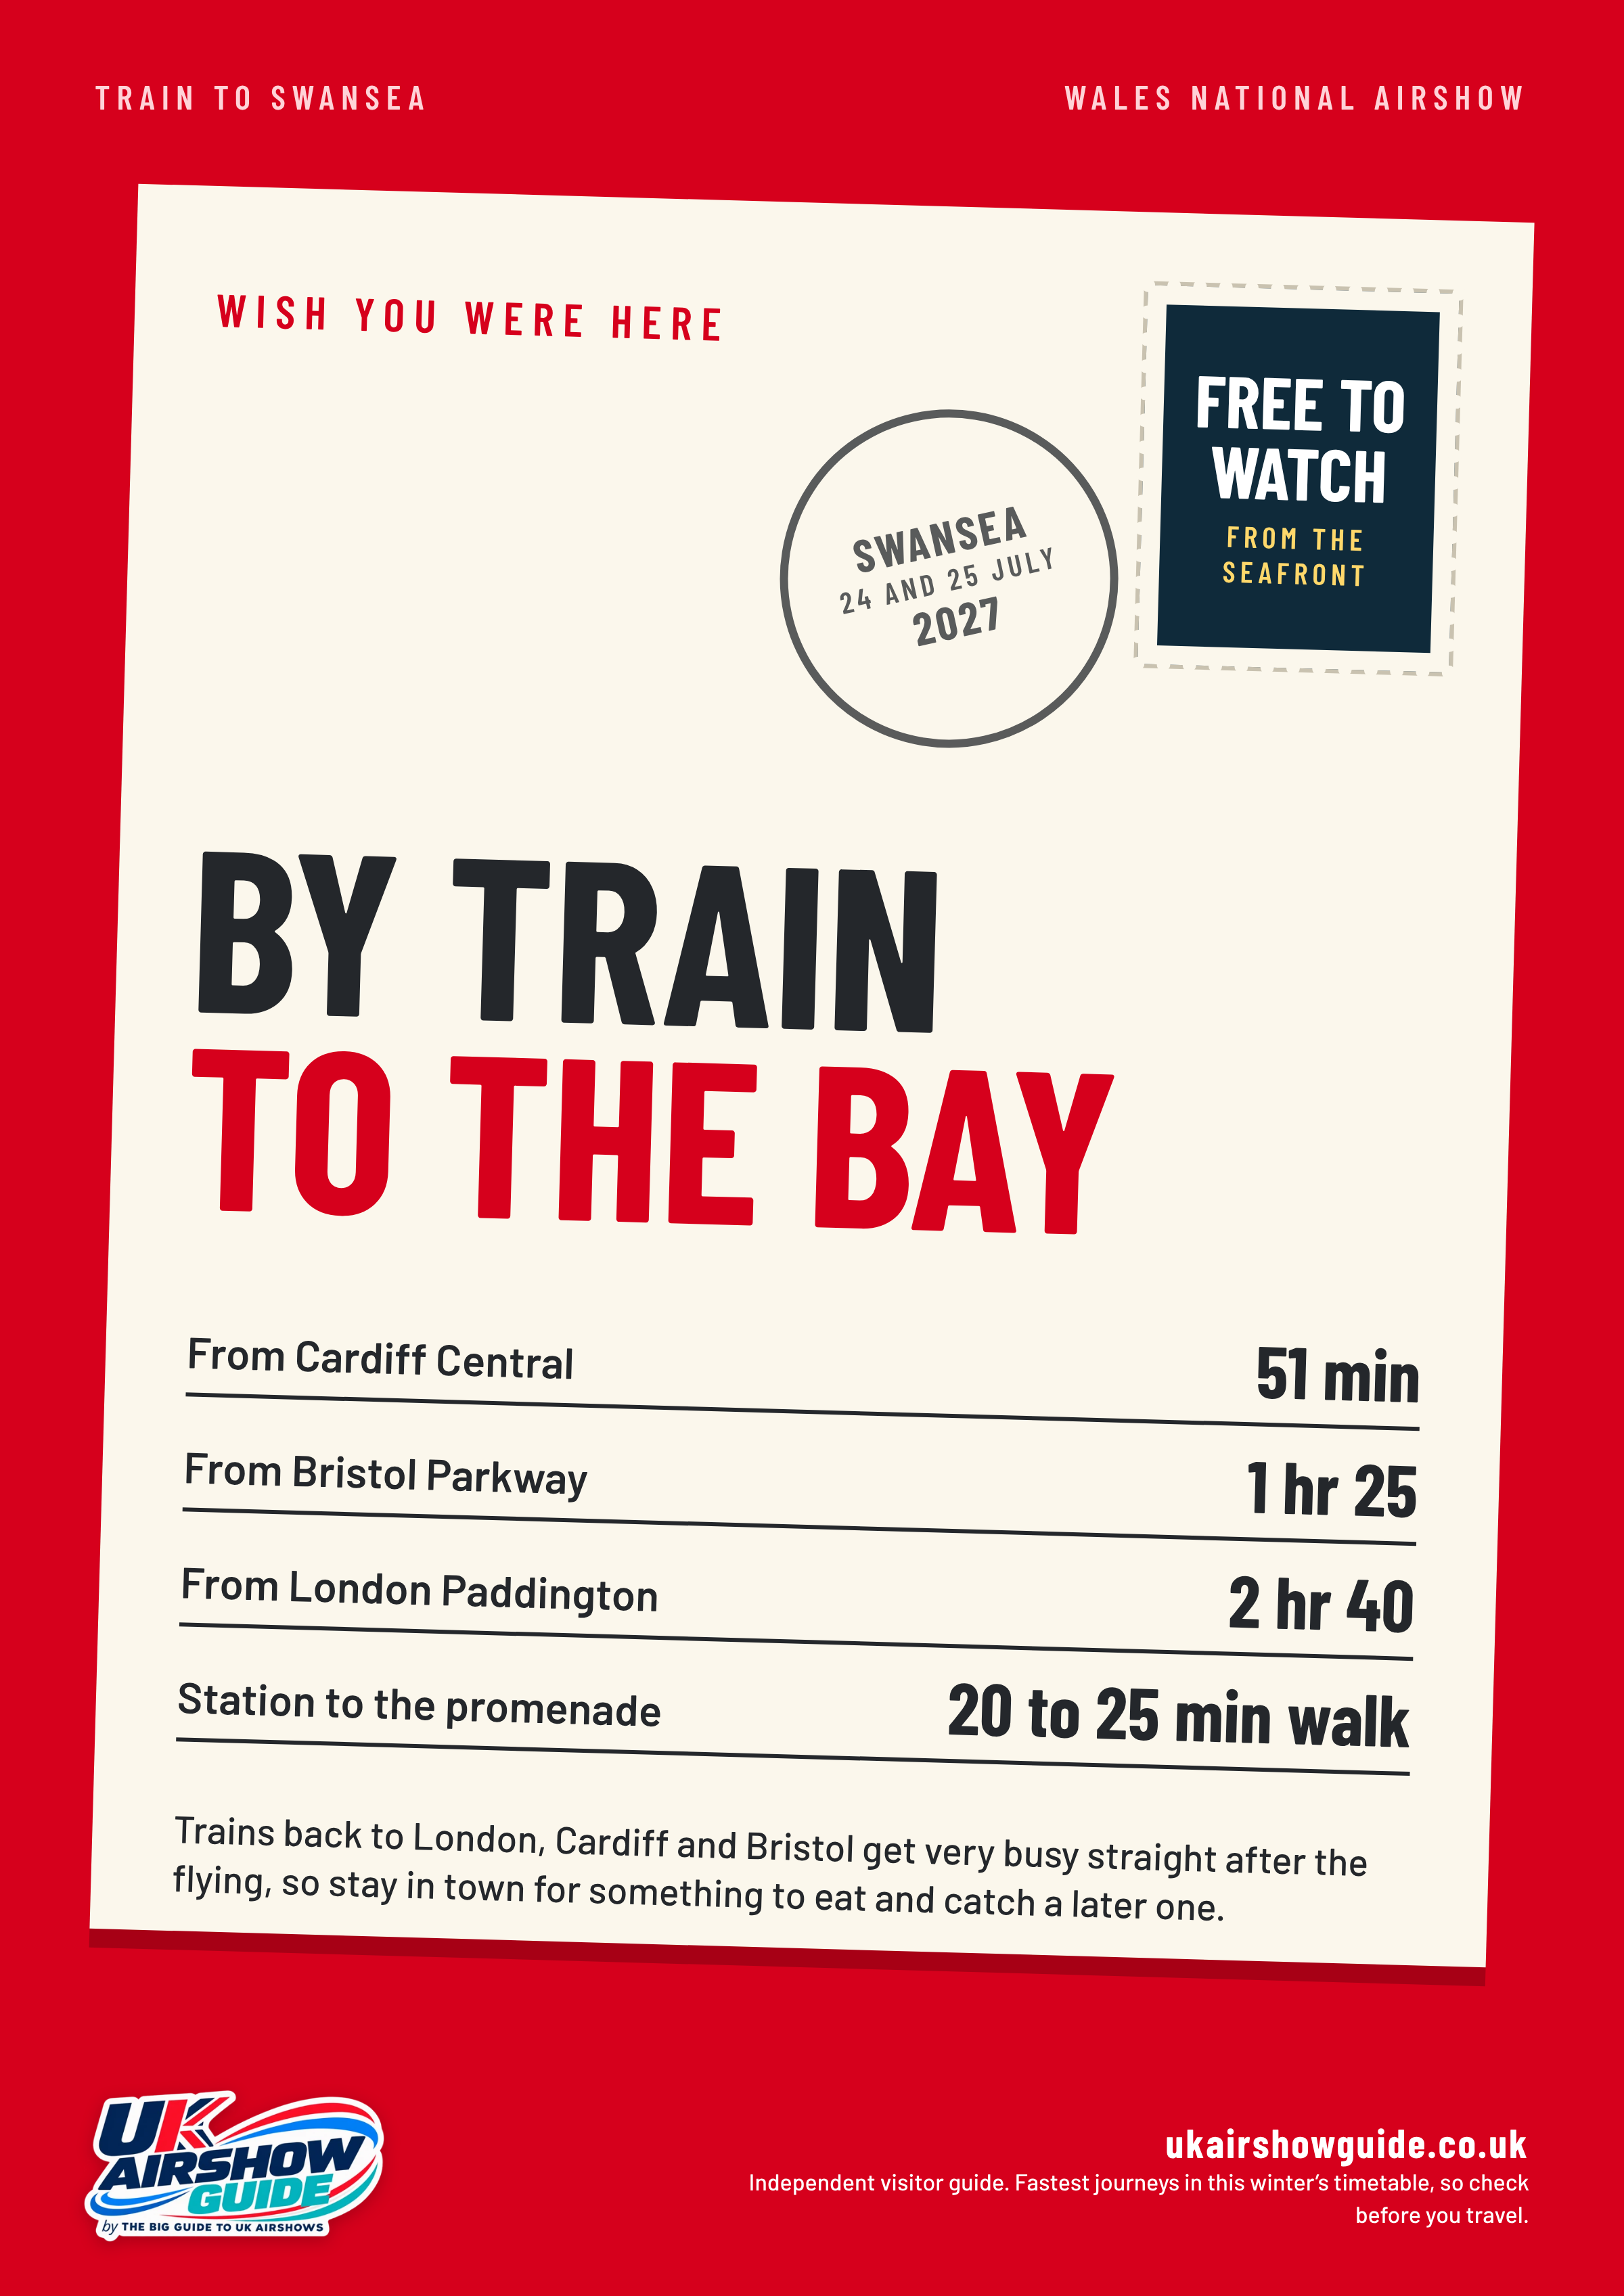 TRAIN TO SWANSEA
WALES NATIONAL AIRSHOW
WISH YOU WERE HERE
FREE TO
WATCH
FROM THE
SEAFRONT
SWANSEA
24 AND 25 JULY
2027
BY TRAIN
TO THE BAY
From Cardiff Central 51 min
From Bristol Parkway 1 hr 25
From London Paddington 2 hr 40
Station to the promenade 20 to 25 min walk
Trains back to London, Cardiff and Bristol get very busy straight after the
flying, so stay in town for something to eat and catch a later one.
UK
AIRSHOW
GUIDE
by THE BIG GUIDE TO UK AIRSHOWS
ukairshowguide.co.uk
Independent visitor guide. Fastest journeys in this winter’s timetable, so check
before you travel.